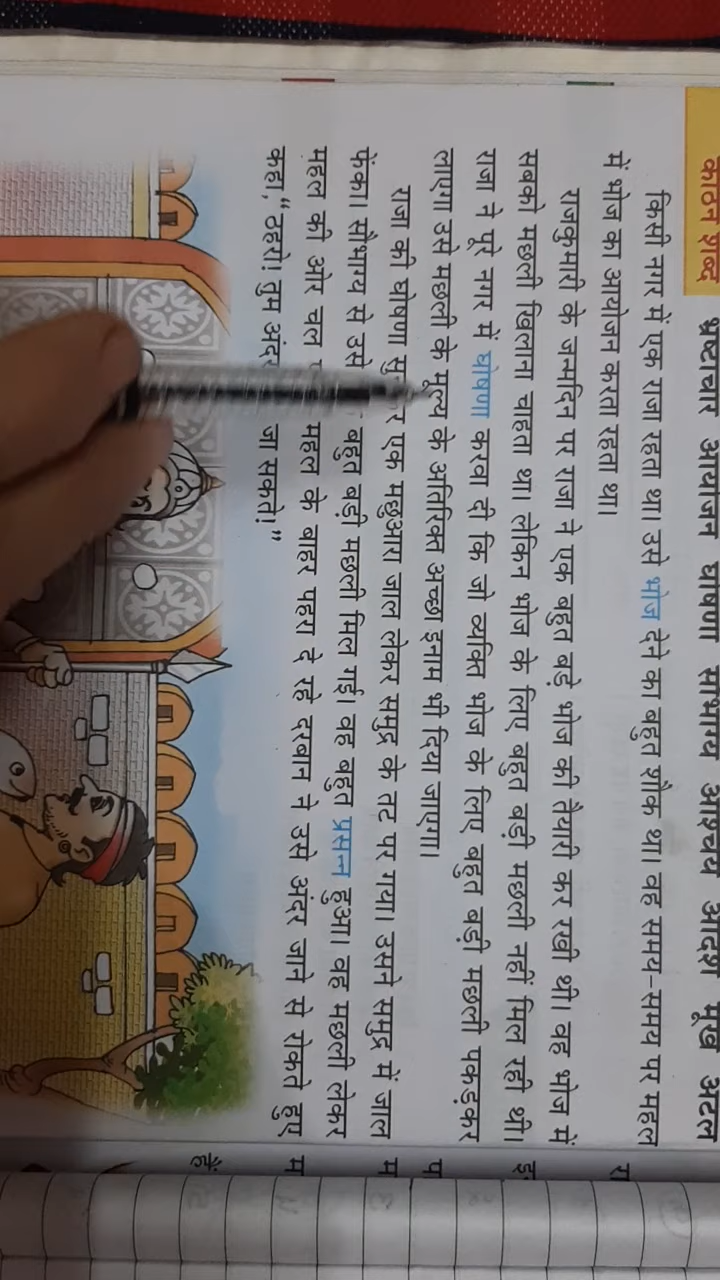 कठिन शब्द
भ्रष्टाचार आयोजन घोषणा सौभाग्य आश्चर्य आदेश मूर्ख अटल
किसी नगर में एक राजा रहता था। उसे भोज देने का बहुत शौक था। वह समय-समय पर महल
में भोज का आयोजन करता रहता था।
राजकुमारी के जन्मदिन पर राजा ने एक बहुत बड़े भोज की तैयारी कर रखी थी। वह भोज में
सबको मछली खिलाना चाहता था। लेकिन भोज के लिए बहुत बड़ी मछली नहीं मिल रही थी।
राजा ने पूरे नगर में घोषणा करवा दी कि जो व्यक्ति भोज के लिए बहुत बड़ी मछली पकड़कर
लाएगा उसे मछली के मूल्य के अतिरिक्त अच्छा इनाम भी दिया जाएगा।
राजा की घोषणा एक मछुआरा जाल लेकर समुद्र के तट पर गया। उसने समुद्र में जाल
फेंका। सौभाग्य से उसे बहुत बड़ी मछली मिल गई। वह बहुत प्रसन्न हुआ। वह मछली लेकर
महल की ओर चल महल के बाहर पहरा दे रहे दरबान ने उसे अंदर जाने से रोकते हुए
कहा, “ठहरो! तुम जा सकते!”